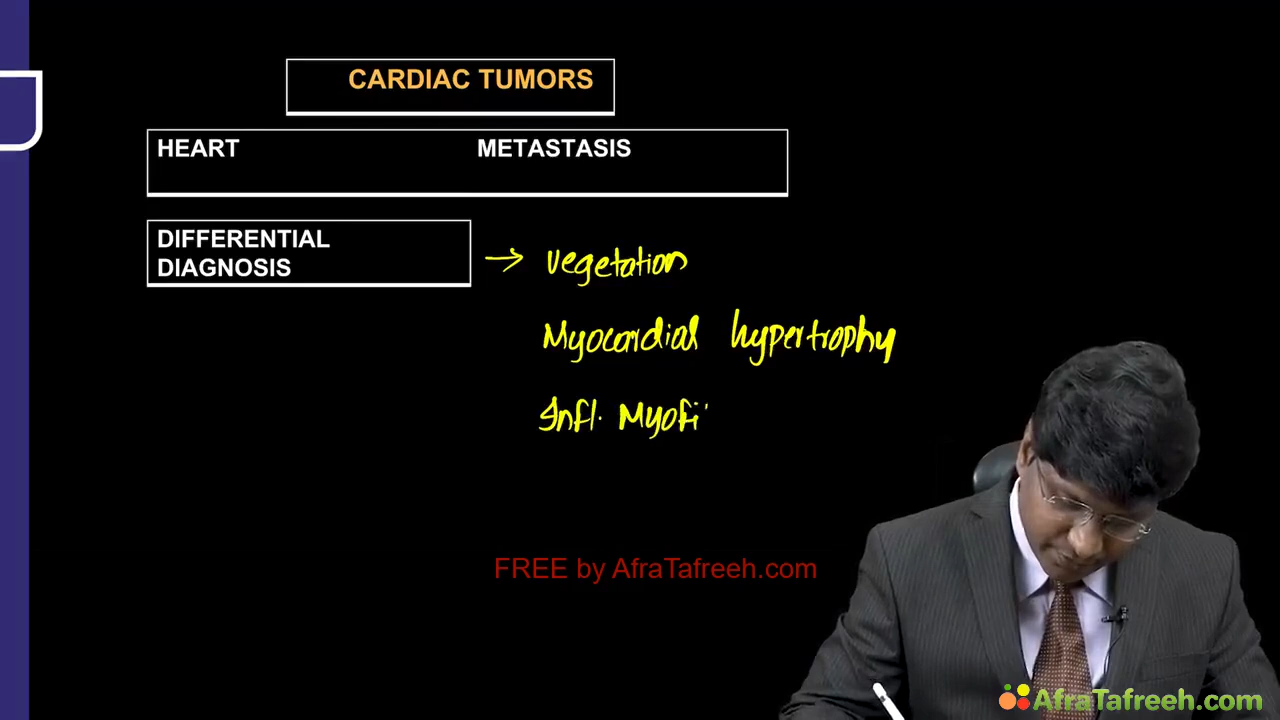 CARDIAC TUMORS
HEART METASTASIS
DIFFERENTIAL
DIAGNOSIS
→ Vegetation
Myocardial hypertrophy
Infl. Myofi
FREE by AfraTafreeh.com
AfraTafreeh.com